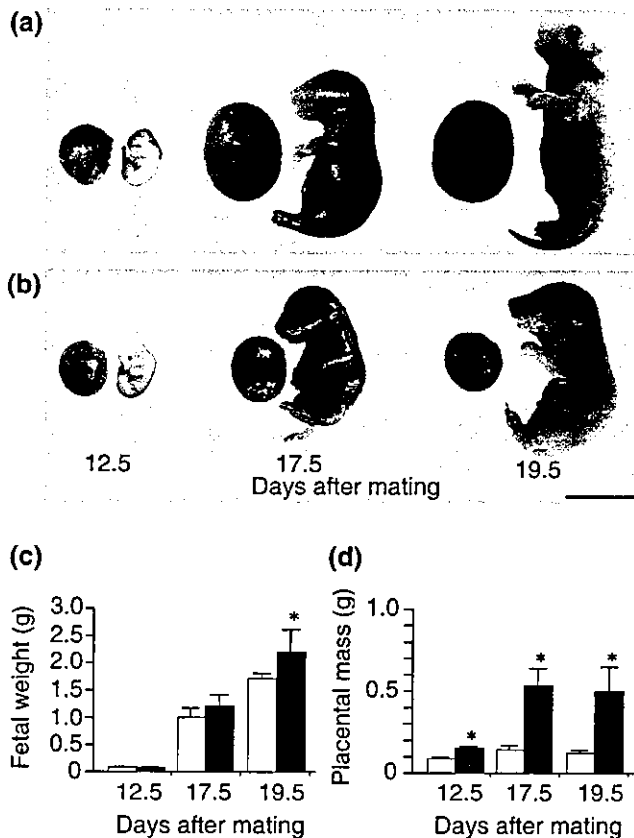 (a)
(b)
12.5 17.5 19.5
Days after mating
(c)
Fetal weight (g)
3.0
2.5
2.0
1.5
1.0
0.5
0
*
12.5 17.5 19.5
Days after mating
(d)
Placental mass (g)
1.0
0.5
0
* * *
12.5 17.5 19.5
Days after mating